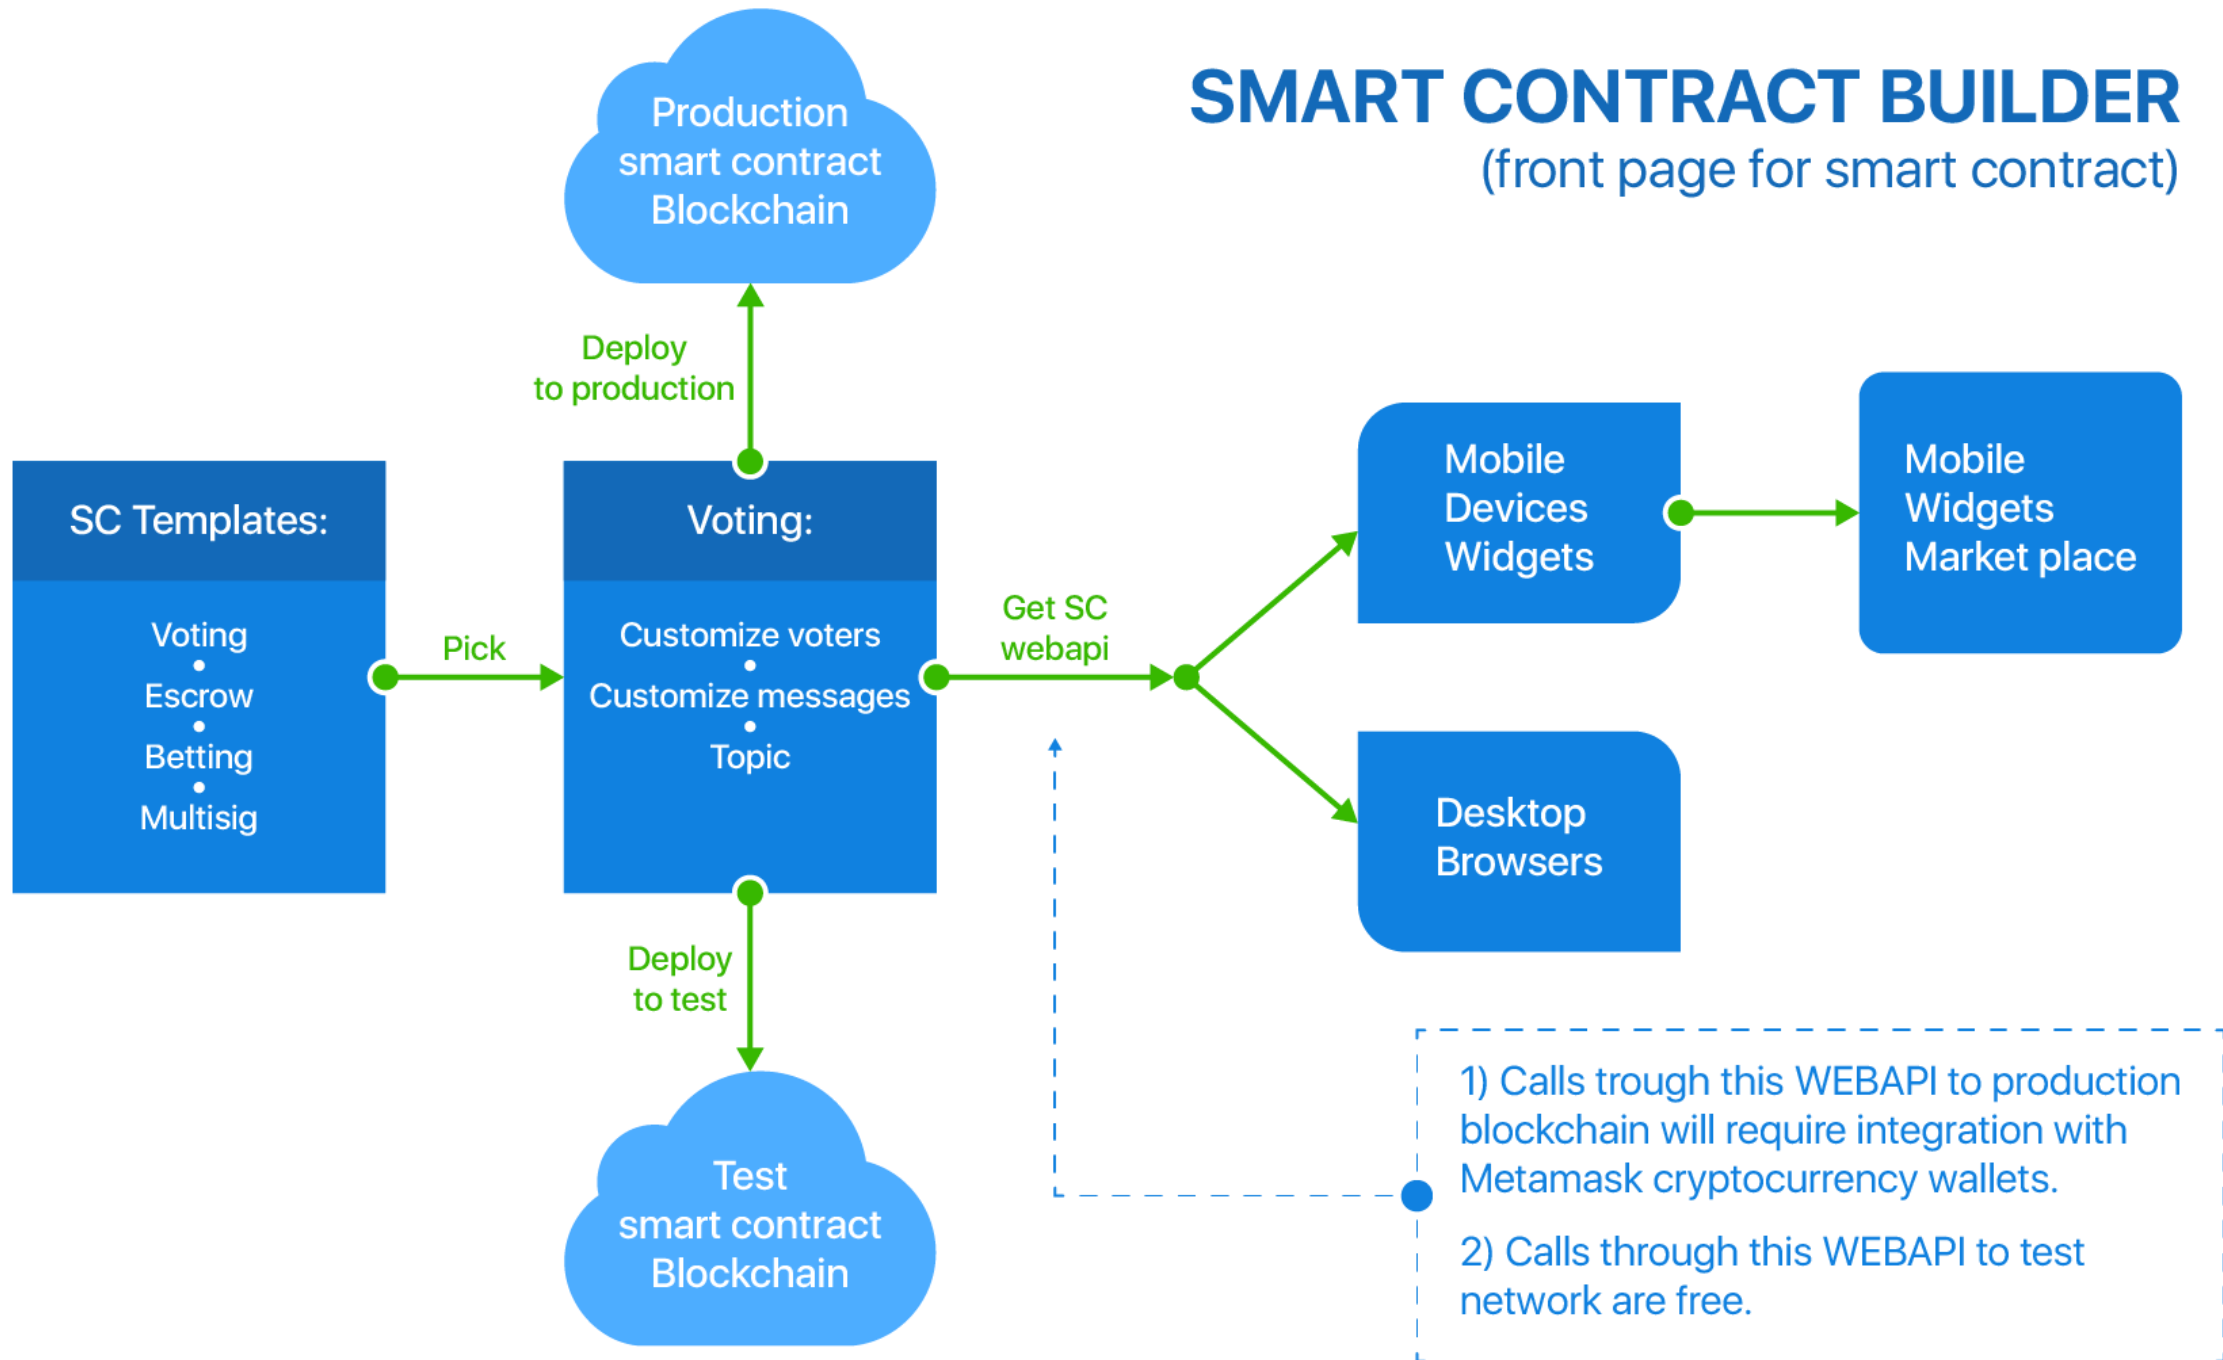 SMART CONTRACT BUILDER
(front page for smart contract)
Production
smart contract
Blockchain
Deploy
to production
SC Templates:
Voting
Escrow
Betting
Multisig
Pick
Voting:
Customize voters
Customize messages
Topic
Get SC
webapi
Mobile
Devices
Widgets
Mobile
Widgets
Market place
Desktop
Browsers
Deploy
to test
Test
smart contract
Blockchain
1) Calls trough this WEBAPI to production
blockchain will require integration with
Metamask cryptocurrency wallets.
2) Calls through this WEBAPI to test
network are free.